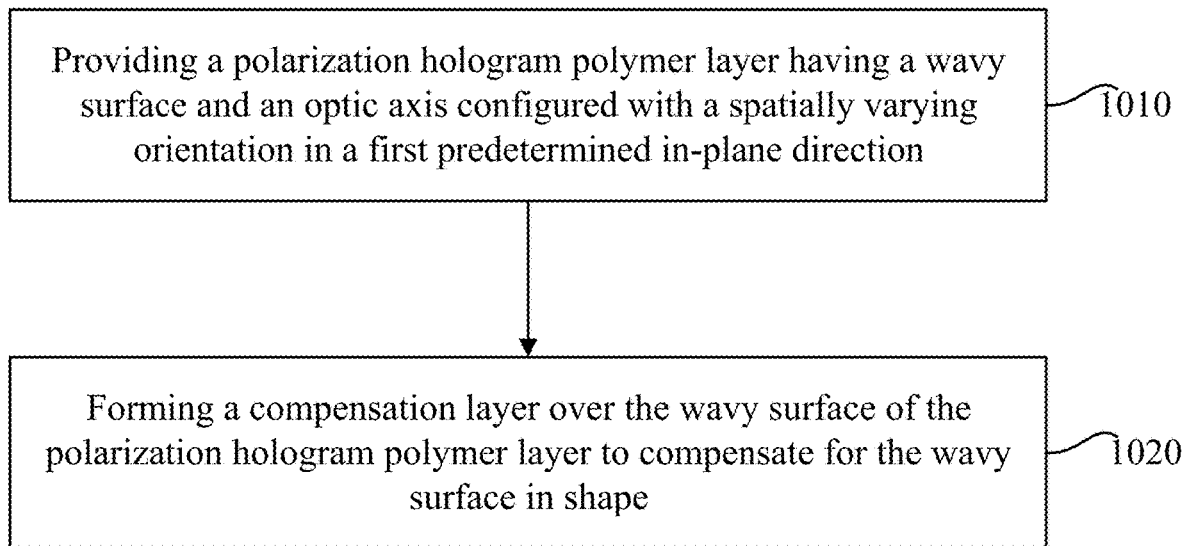 Providing a polarization hologram polymer layer having a wavy
surface and an optic axis configured with a spatially varying
orientation in a first predetermined in-plane direction
1010
Forming a compensation layer over the wavy surface of the
polarization hologram polymer layer to compensate for the wavy
surface in shape
1020